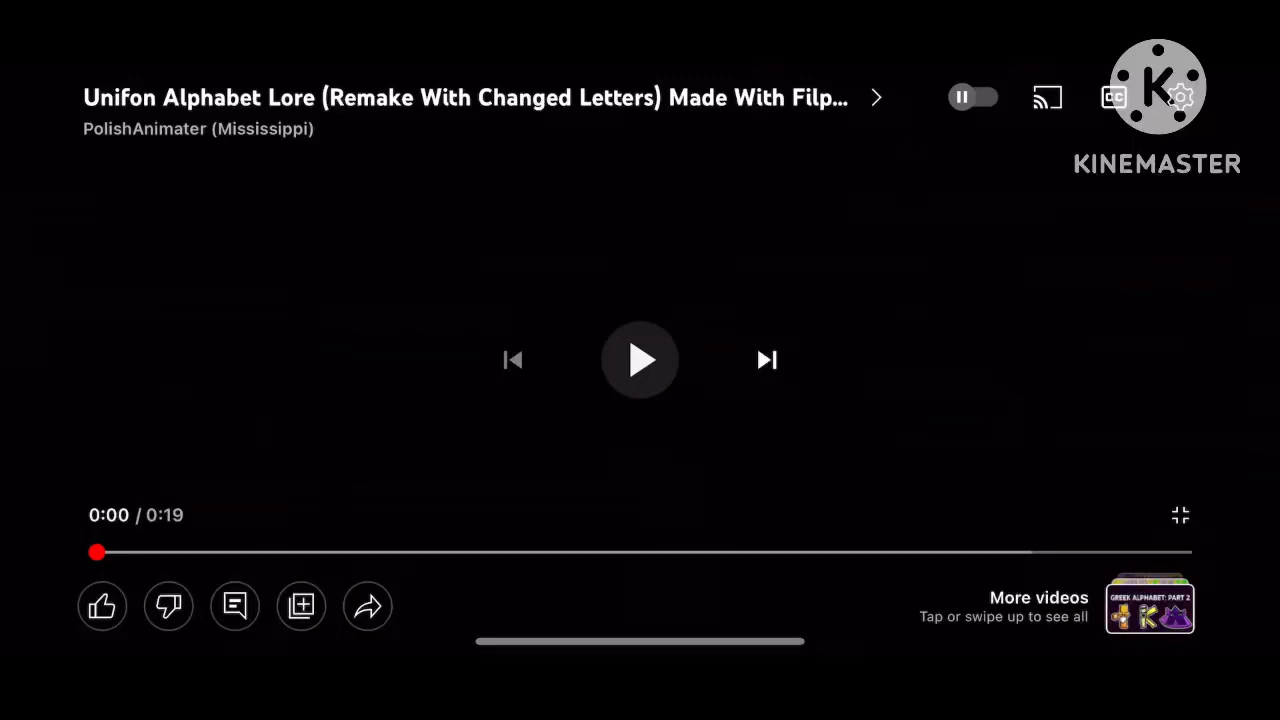 Unifon Alphabet Lore (Remake With Changed Letters) Made With Filp...
PolishAnimater (Mississippi)
CC
K
KINEMASTER
0:00 / 0:19
More videos
Tap or swipe up to see all
GREEK ALPHABET: PART 2